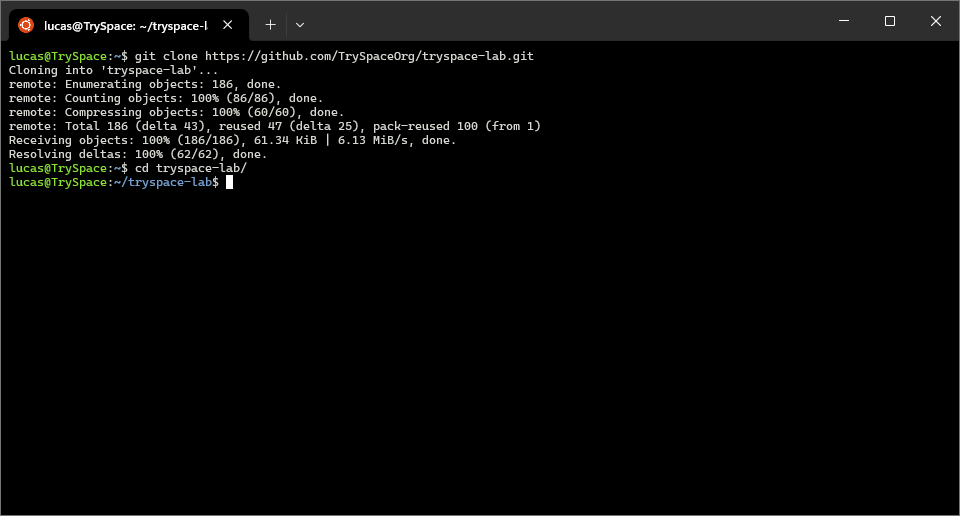 lucas@TrySpace: ~/tryspace-l
lucas@TrySpace:~$ git clone https://github.com/TrySpaceOrg/tryspace-lab.git
Cloning into 'tryspace-lab'...
remote: Enumerating objects: 186, done.
remote: Counting objects: 100% (86/86), done.
remote: Compressing objects: 100% (60/60), done.
remote: Total 186 (delta 43), reused 47 (delta 25), pack-reused 100 (from 1)
Receiving objects: 100% (186/186), 61.34 KiB | 6.13 MiB/s, done.
Resolving deltas: 100% (62/62), done.
lucas@TrySpace:~$ cd tryspace-lab/
lucas@TrySpace:~/tryspace-lab$